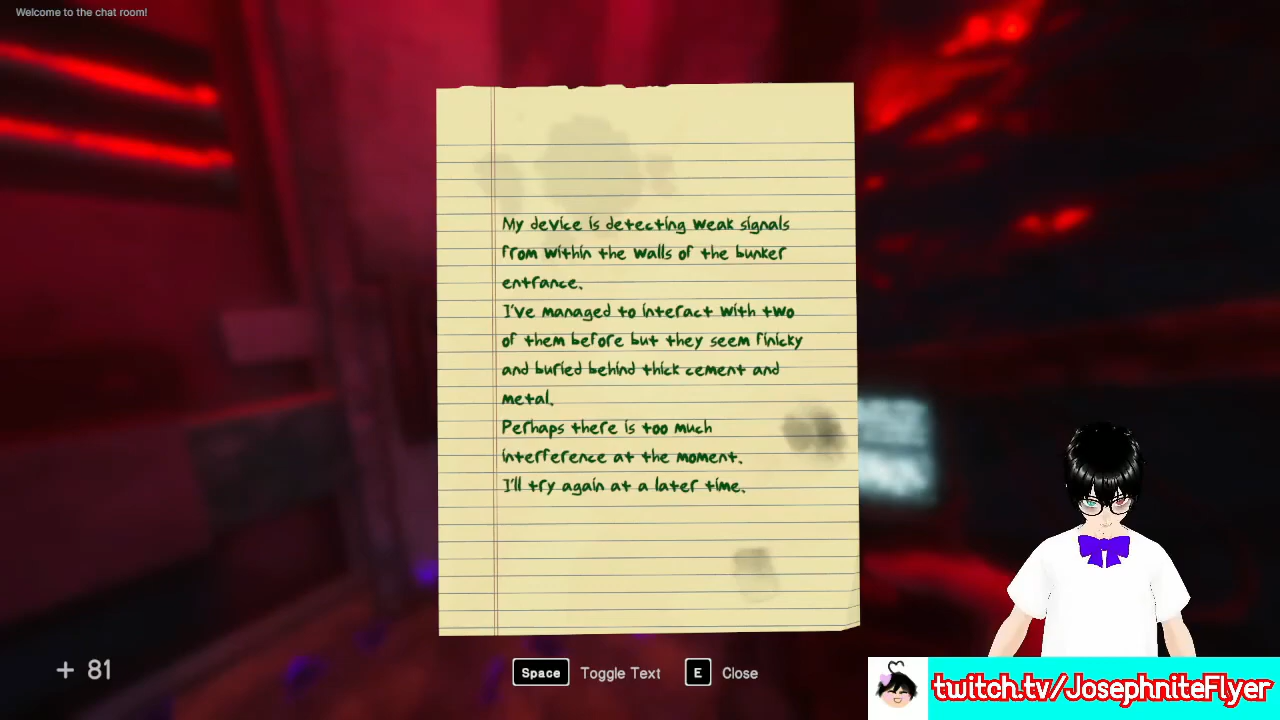 Welcome to the chat room!
My device is detecting weak signals
from within the walls of the bunker
entrance.
I've managed to interact with two
of them before but they seem finicky
and buried behind thick cement and
metal.
Perhaps there is too much
interference at the moment.
I'll try again at a later time.
+ 81
Space Toggle Text E Close
twitch.tv/JosephniteFlyer